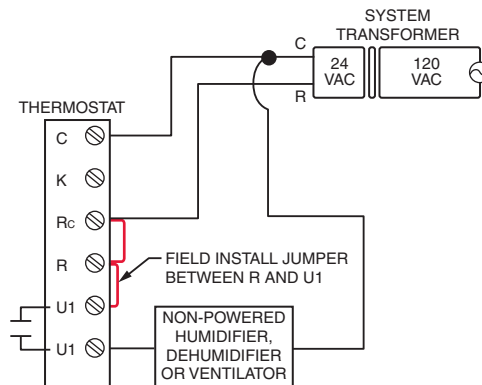 SYSTEM
TRANSFORMER
C
24
VAC
120
VAC
R
THERMOSTAT
C
K
RC
R
FIELD INSTALL JUMPER
BETWEEN R AND U1
U1
U1
NON-POWERED
HUMIDIFIER,
DEHUMIDIFIER
OR VENTILATOR